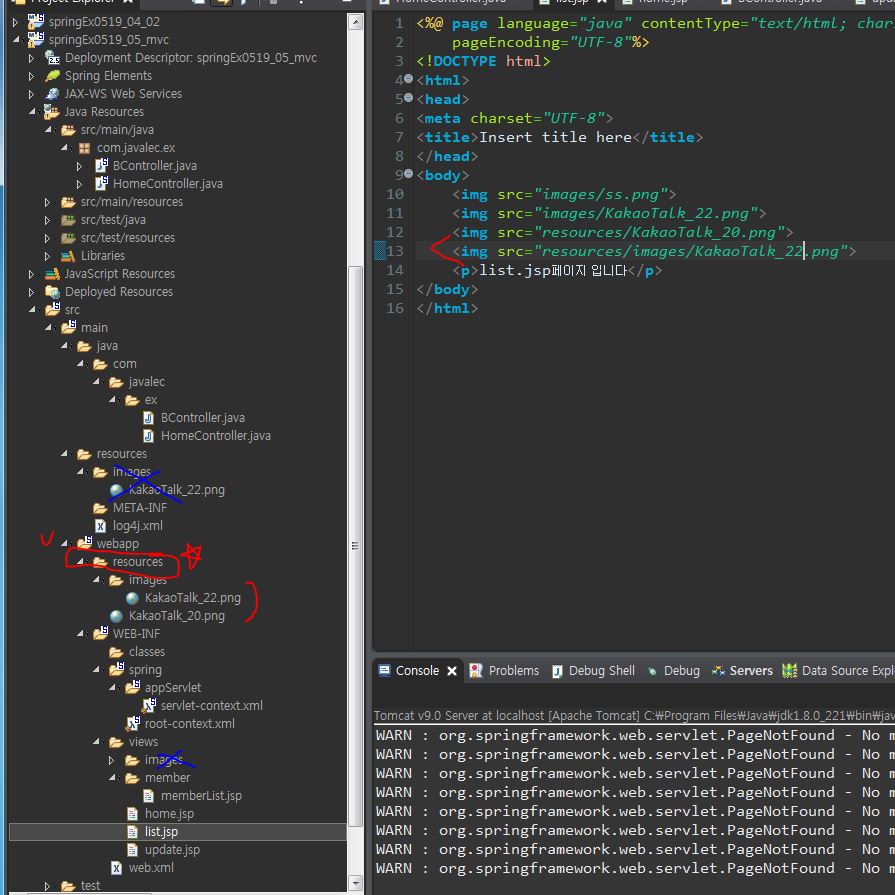 Project Explorer
springEx0519_04_02
springEx0519_05_mvc
Deployment Descriptor: springEx0519_05_mvc
Spring Elements
JAX-WS Web Services
Java Resources
src/main/java
com.javalec.ex
BController.java
HomeController.java
src/main/resources
src/test/java
src/test/resources
Libraries
JavaScript Resources
Deployed Resources
src
main
java
com
javalec
ex
BController.java
HomeController.java
resources
images
KakaoTalk_22.png
META-INF
log4j.xml
webapp
resources
images
KakaoTalk_22.png
KakaoTalk_20.png
WEB-INF
classes
spring
appServlet
servlet-context.xml
root-context.xml
views
images
member
memberList.jsp
home.jsp
list.jsp
update.jsp
web.xml
test
HomeController.java list.jsp home.jsp BController.java
1 <%@ page language="java" contentType="text/html; char
2 pageEncoding="UTF-8"%>
3 <!DOCTYPE html>
4 <html>
5 <head>
6 <meta charset="UTF-8">
7 <title>Insert title here</title>
8 </head>
9 <body>
10 <img src="images/ss.png">
11 <img src="images/KakaoTalk_22.png">
12 <img src="resources/KakaoTalk_20.png">
13 <img src="resources/images/KakaoTalk_22.png">
14 <p>list.jsp페이지 입니다</p>
15 </body>
16 </html>
Console Problems Debug Shell Debug Servers Data Source Expl
Tomcat v9.0 Server at localhost [Apache Tomcat] C:₩Program Files₩Java₩jdk1.8.0_221₩bin₩jav
WARN : org.springframework.web.servlet.PageNotFound - No m
WARN : org.springframework.web.servlet.PageNotFound - No m
WARN : org.springframework.web.servlet.PageNotFound - No m
WARN : org.springframework.web.servlet.PageNotFound - No m
WARN : org.springframework.web.servlet.PageNotFound - No m
WARN : org.springframework.web.servlet.PageNotFound - No m
WARN : org.springframework.web.servlet.PageNotFound - No m
WARN : org.springframework.web.servlet.PageNotFound - No m